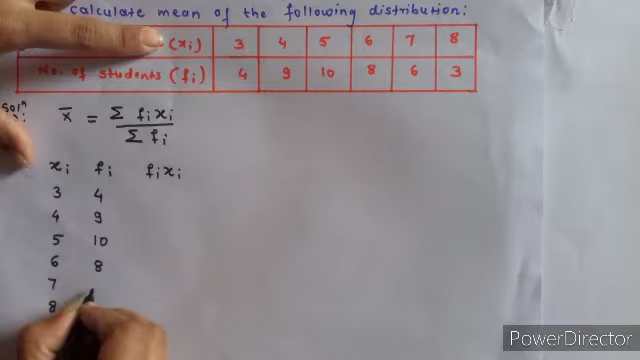 calculate mean of the following distribution:
(xi) 3 4 5 6 7 8
No. of students (fi) 4 9 10 8 6 3
Solⁿ: x̄ = Σ fixi / Σ fi
xi fi fixi
3 4
4 9
5 10
6 8
7
8
PowerDirector